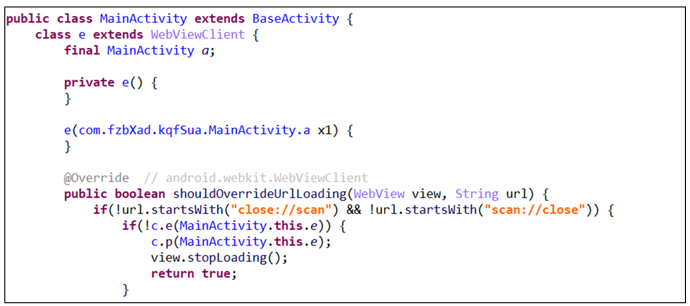 public class MainActivity extends BaseActivity {
class e extends WebViewClient {
final MainActivity a;
private e() {
}
e(com.fzbXad.kqfSua.MainActivity.a x1) {
}
@Override // android.webkit.WebViewClient
public boolean shouldOverrideUrlLoading(WebView view, String url) {
if(!url.startsWith("close://scan") && !url.startsWith("scan://close")) {
if(!c.e(MainActivity.this.e)) {
c.p(MainActivity.this.e);
view.stopLoading();
return true;
}